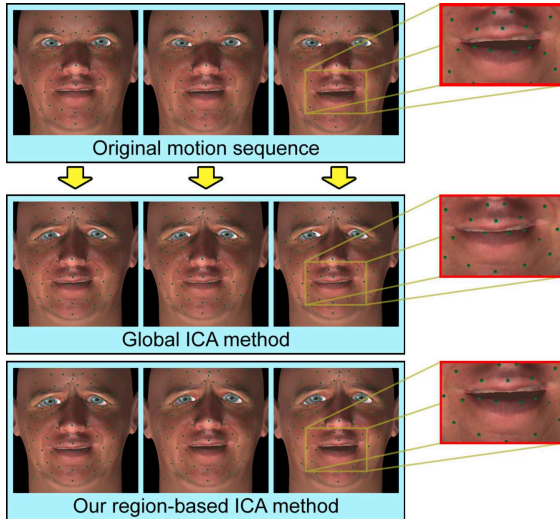 Original motion sequence
Global ICA method
Our region-based ICA method